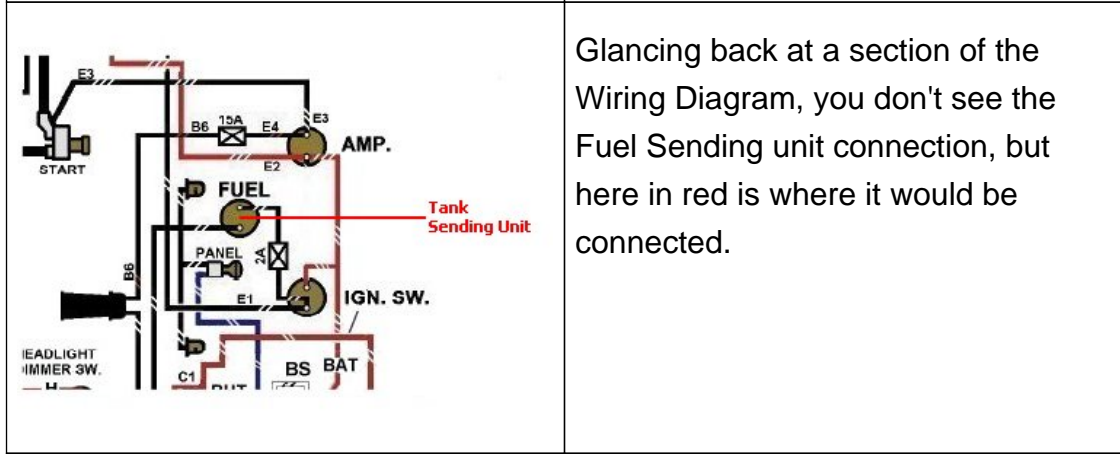 E3
B6
15A
E4
E3
AMP.
START
E2
FUEL
Tank
Sending Unit
PANEL
2A
B6
E1
IGN. SW.
EADLIGHT
IMMER SW.
H
C1
BS
BAT
Glancing back at a section of the
Wiring Diagram, you don't see the
Fuel Sending unit connection, but
here in red is where it would be
connected.